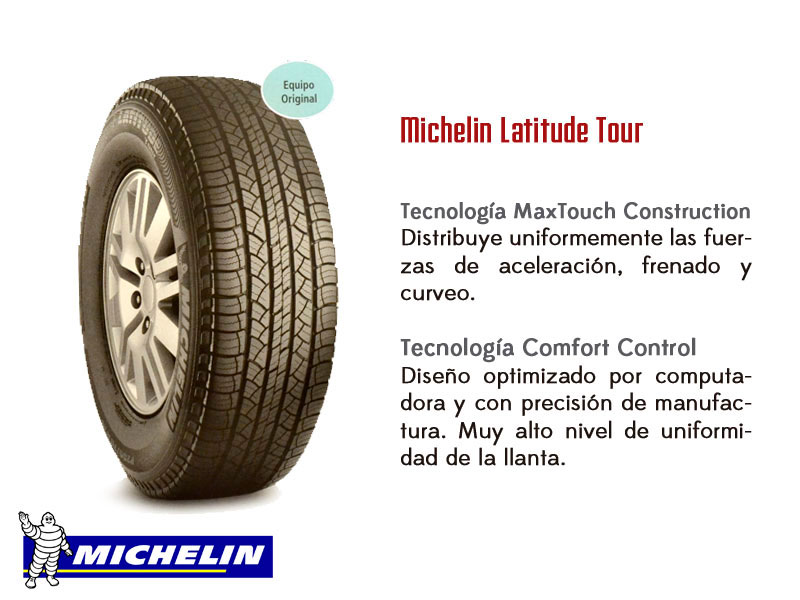 Equipo
Original
Michelin Latitude Tour
Tecnología MaxTouch Construction
Distribuye uniformemente las fuer-
zas de aceleración, frenado y
curveo.
Tecnología Comfort Control
Diseño optimizado por computa-
dora y con precisión de manufac-
tura. Muy alto nivel de uniformi-
dad de la llanta.
MICHELIN
MICHELIN